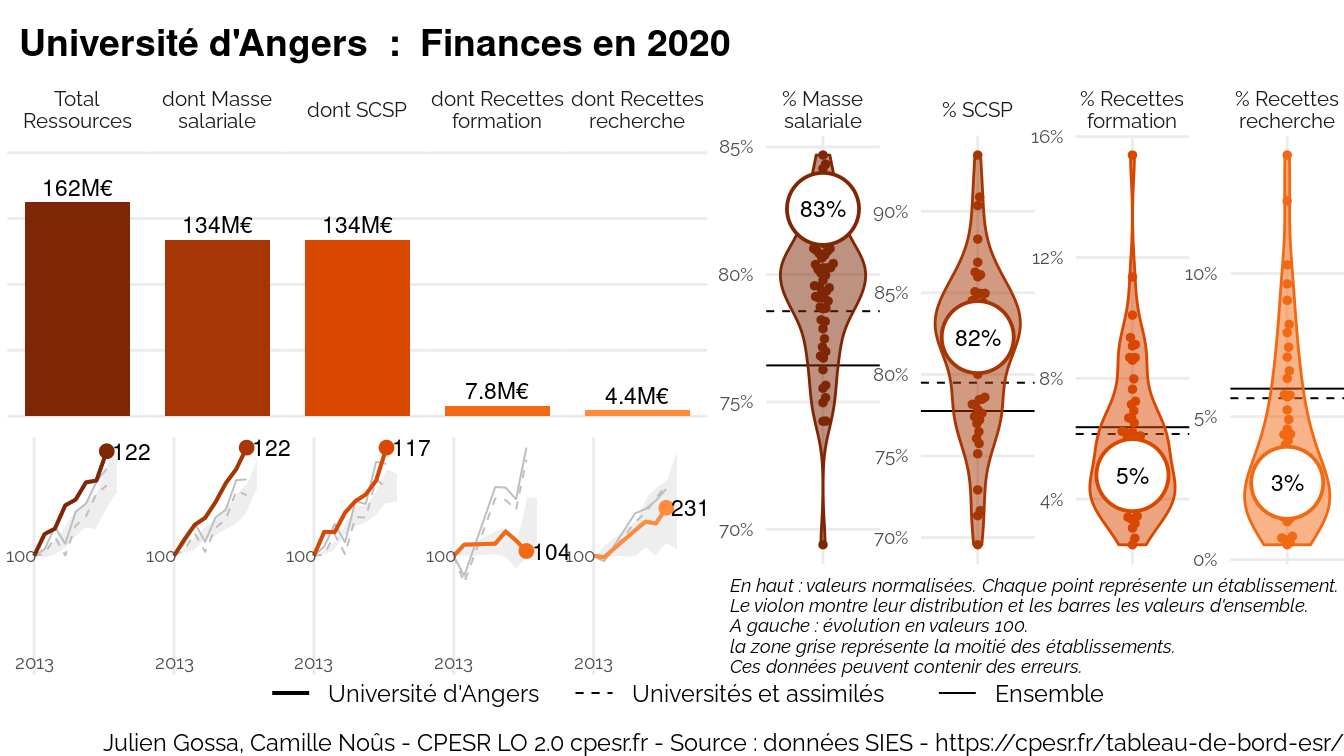 Université d'Angers : Finances en 2020
Total
Ressources
dont Masse
salariale
dont SCSP
dont Recettes
formation
dont Recettes
recherche
162M€
134M€
134M€
7.8M€
4.4M€
122
100
2013
122
100
2013
117
100
2013
104
100
2013
231
100
2013
% Masse
salariale
85%
80%
75%
70%
83%
% SCSP
90%
85%
80%
75%
70%
82%
% Recettes
formation
16%
12%
8%
4%
5%
% Recettes
recherche
10%
5%
0%
3%
En haut : valeurs normalisées. Chaque point représente un établissement.
Le violon montre leur distribution et les barres les valeurs d'ensemble.
A gauche : évolution en valeurs 100.
la zone grise représente la moitié des établissements.
Ces données peuvent contenir des erreurs.
Université d'Angers
Universités et assimilés
Ensemble
Julien Gossa, Camille Noûs - CPESR LO 2.0 cpesr.fr - Source : données SIES - https://cpesr.fr/tableau-de-bord-esr/